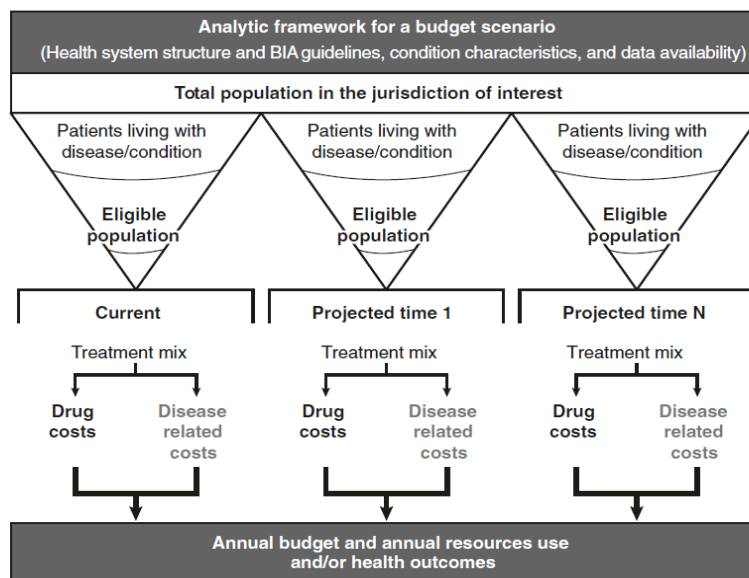 Analytic framework for a budget scenario
(Health system structure and BIA guidelines, condition characteristics, and data availability)
Total population in the jurisdiction of interest
Patients living with
disease/condition
Eligible
population
Patients living with
disease/condition
Eligible
population
Patients living with
disease/condition
Eligible
population
Current
Treatment mix
Drug
costs
Disease
related
costs
Projected time 1
Treatment mix
Drug
costs
Disease
related
costs
Projected time N
Treatment mix
Drug
costs
Disease
related
costs
Annual budget and annual resources use
and/or health outcomes